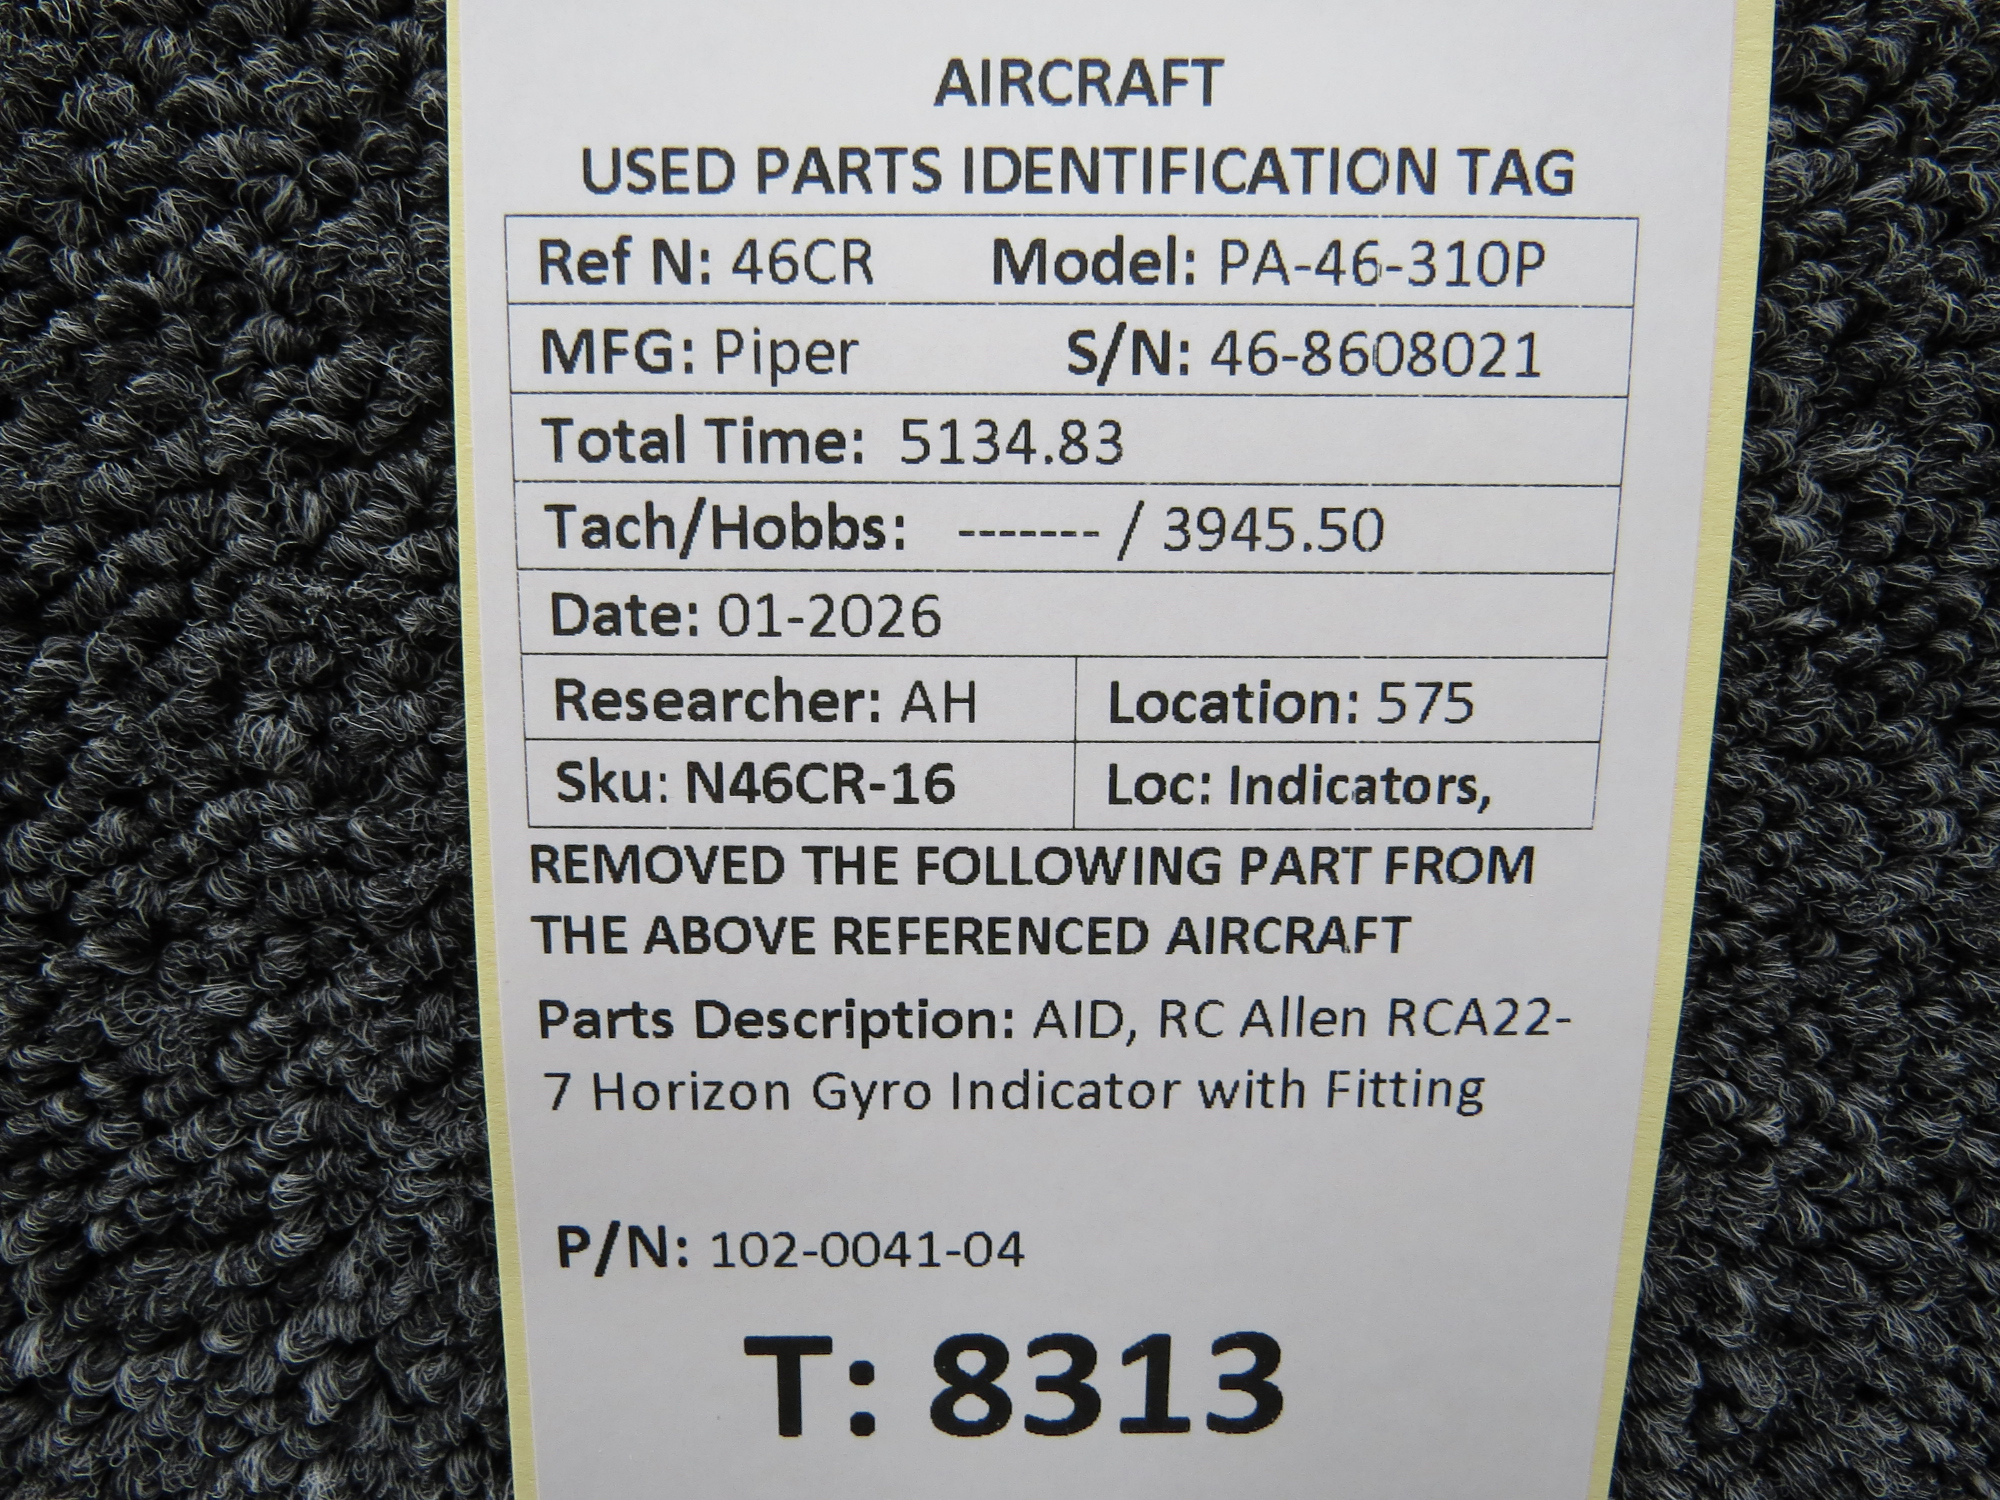 AIRCRAFT
USED PARTS IDENTIFICATION TAG
Ref N: 46CR Model: PA-46-310P
MFG: Piper S/N: 46-8608021
Total Time: 5134.83
Tach/Hobbs: ------- / 3945.50
Date: 01-2026
Researcher: AH Location: 575
Sku: N46CR-16 Loc: Indicators,
REMOVED THE FOLLOWING PART FROM
THE ABOVE REFERENCED AIRCRAFT
Parts Description: AID, RC Allen RCA22-
7 Horizon Gyro Indicator with Fitting
P/N: 102-0041-04
T: 8313